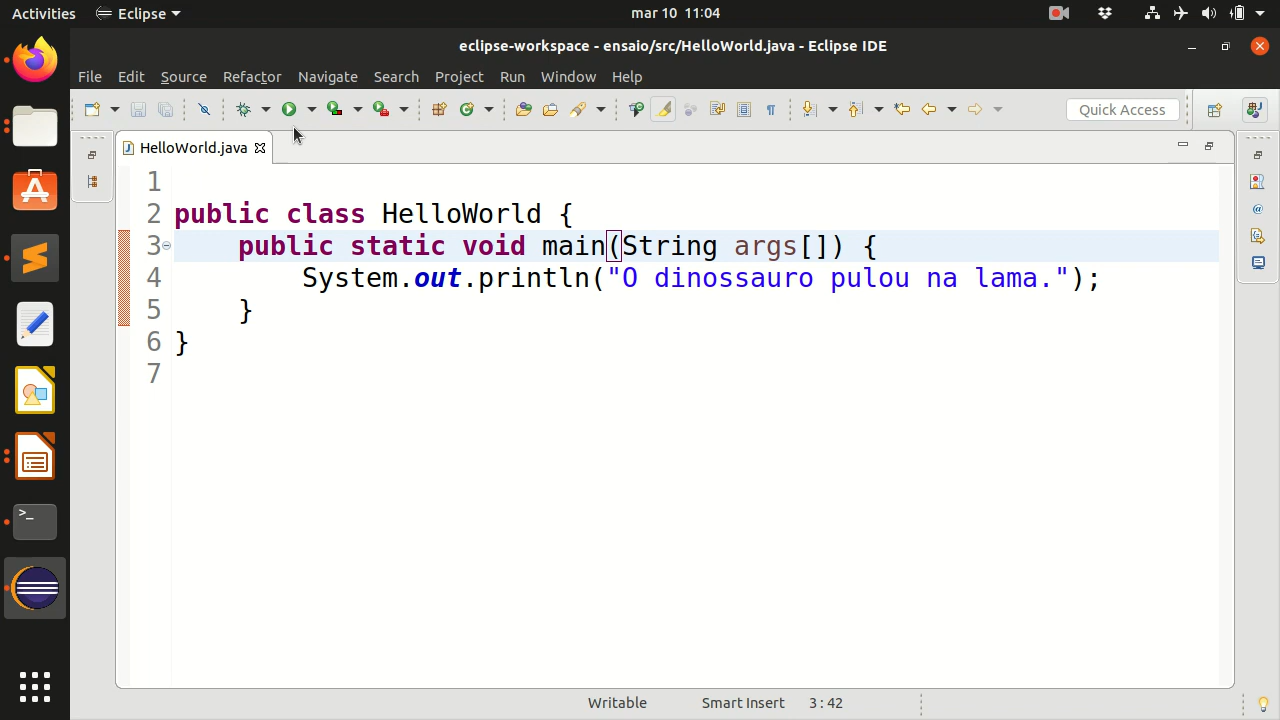 Activities Eclipse mar 10 11:04
eclipse-workspace - ensaio/src/HelloWorld.java - Eclipse IDE
File Edit Source Refactor Navigate Search Project Run Window Help
Quick Access
HelloWorld.java
1
2 public class HelloWorld {
3 public static void main(String args[]) {
4 System.out.println("O dinossauro pulou na lama.");
5 }
6 }
7
Writable Smart Insert 3:42